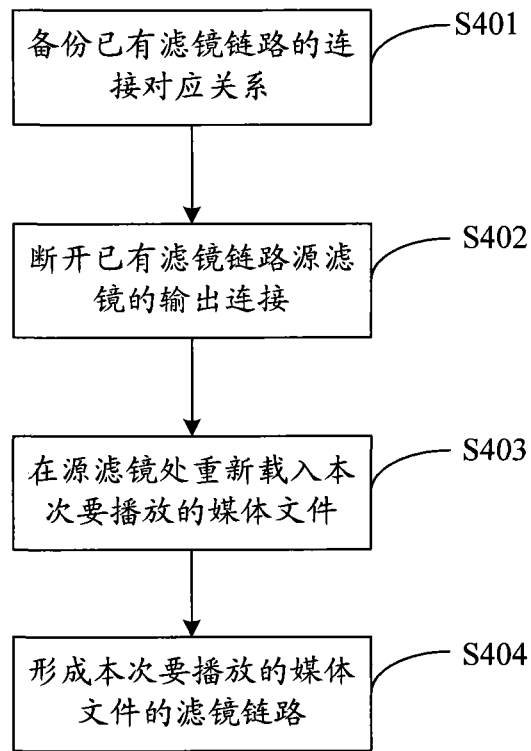 备份已有滤镜链路的连
接对应关系
S401
断开已有滤镜链路源滤
镜的输出连接
S402
在源滤镜处重新载入本
次要播放的媒体文件
S403
形成本次要播放的媒体
文件的滤镜链路
S404